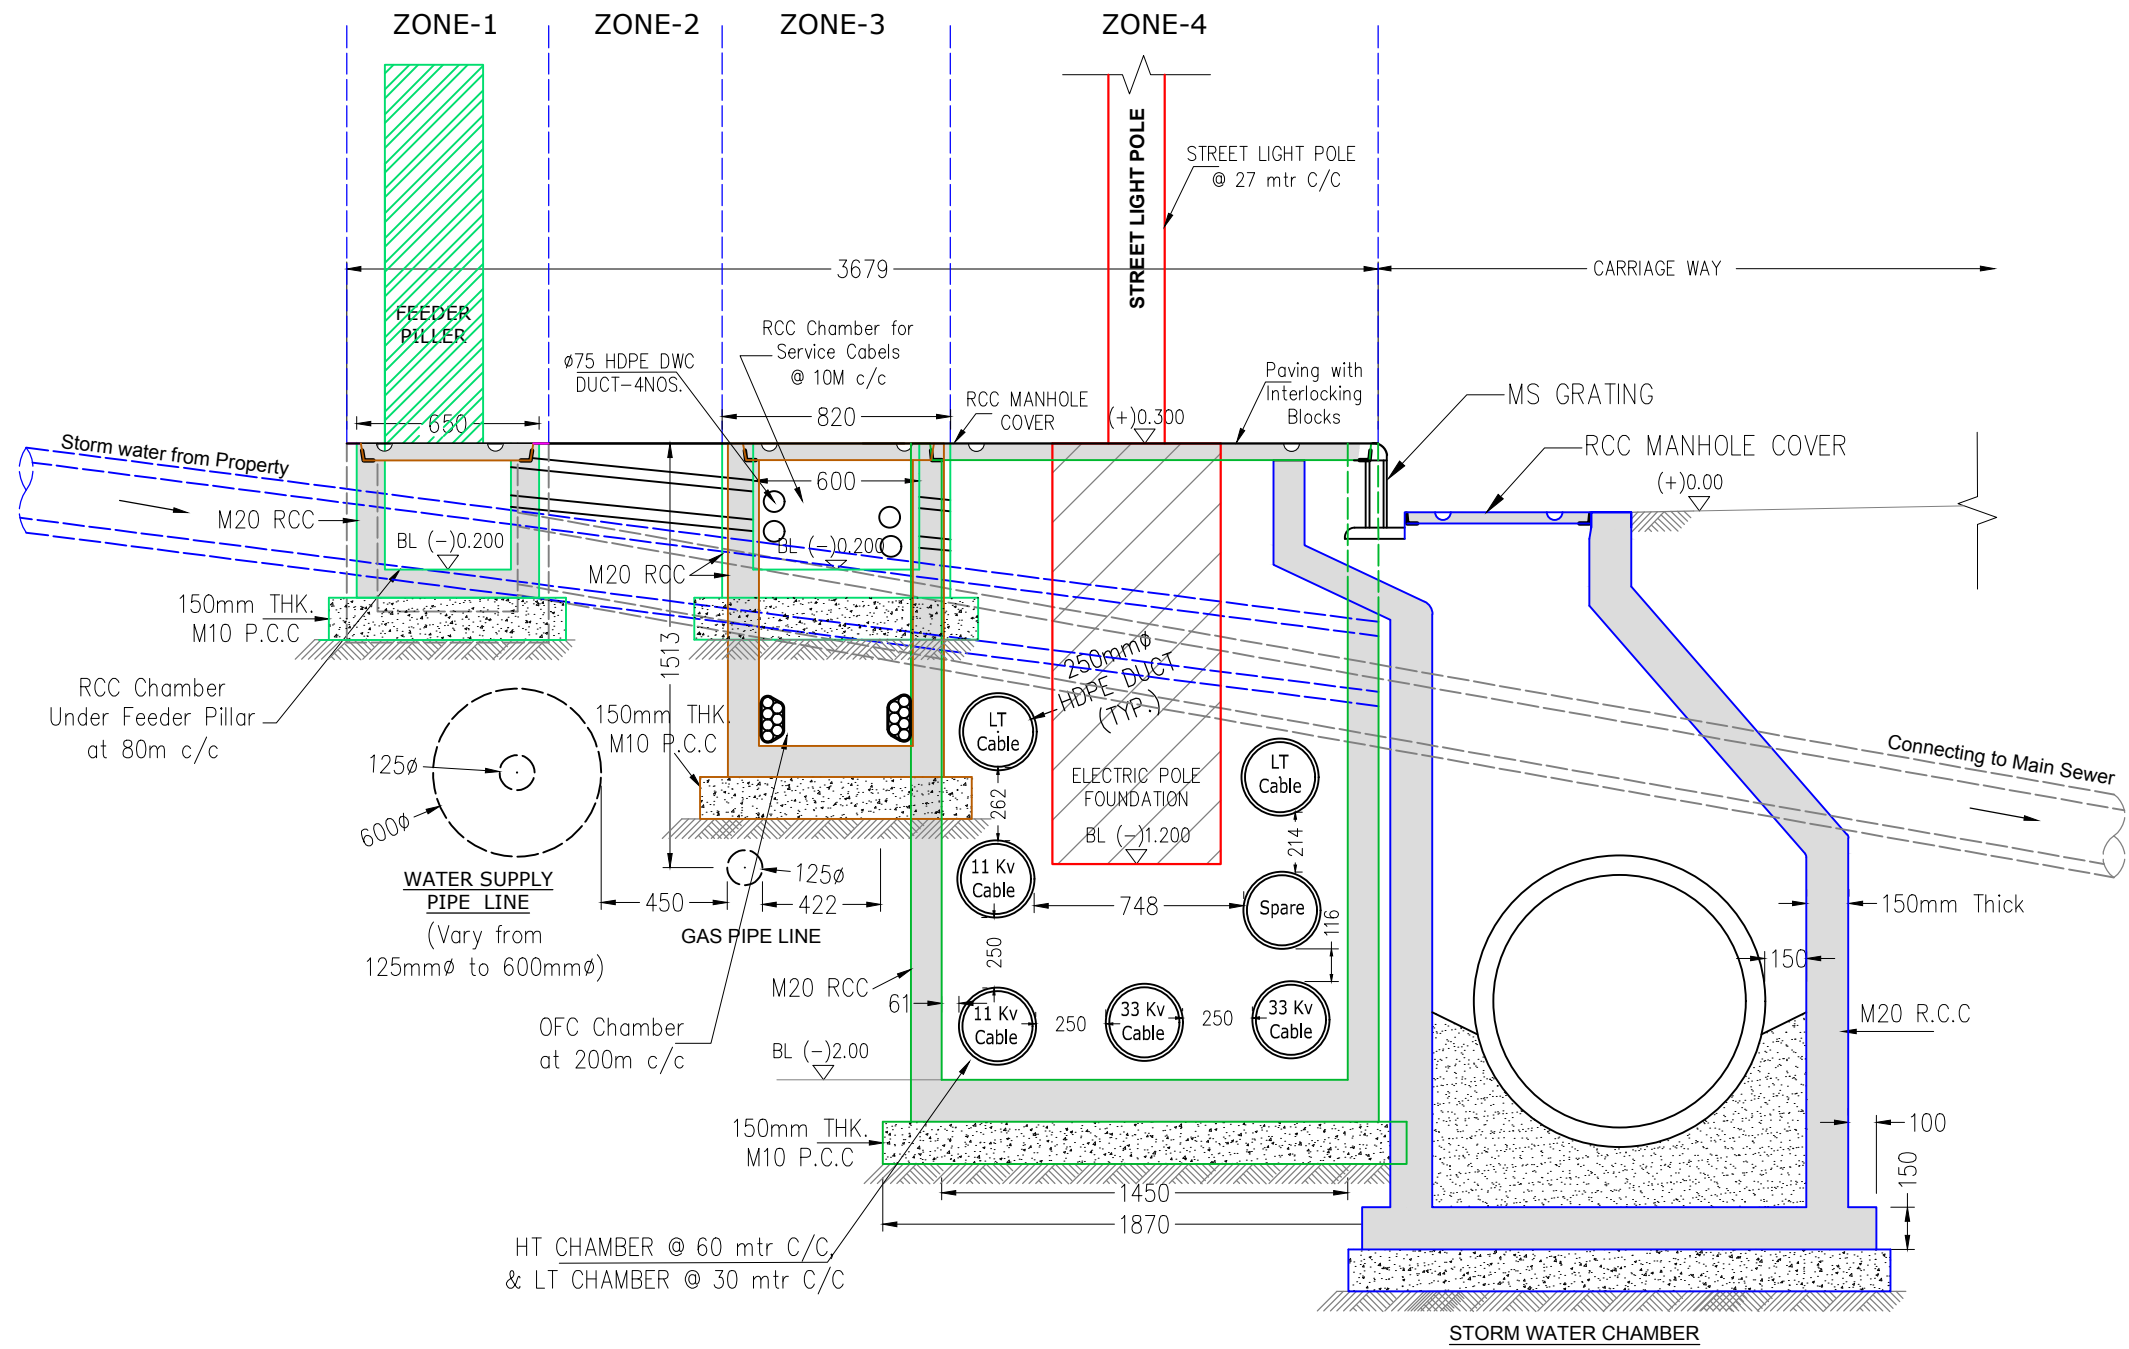 ZONE-1
ZONE-2
ZONE-3
ZONE-4
STREET LIGHT POLE
STREET LIGHT POLE
@ 27 mtr C/C
3679
CARRIAGE WAY
FEEDER
PILLER
RCC Chamber for
Service Cabels
@ 10M c/c
ø75 HDPE DWC
DUCT-4NOS.
Paving with
Interlocking
Blocks
MS GRATING
650
820
RCC MANHOLE
COVER
(+)0.300
RCC MANHOLE COVER
(+)0.00
Storm water from Property
600
M20 RCC
BL (-)0.200
BL (-)0.200
M20 RCC
150mm THK.
M10 P.C.C
1513
250mmø
HDPE DUCT
(TYP.)
RCC Chamber
Under Feeder Pillar
at 80m c/c
150mm THK.
M10 P.C.C
LT
Cable
LT
Cable
Connecting to Main Sewer
125ø
600ø
262
ELECTRIC POLE
FOUNDATION
BL (-)1.200
214
WATER SUPPLY
PIPE LINE
(Vary from
125mmø to 600mmø)
125ø
450
422
GAS PIPE LINE
11 Kv
Cable
748
Spare
116
150mm Thick
250
150
M20 RCC
61
11 Kv
Cable
250
33 Kv
Cable
250
33 Kv
Cable
M20 R.C.C
OFC Chamber
at 200m c/c
BL (-)2.00
150mm THK.
M10 P.C.C
100
150
1450
1870
HT CHAMBER @ 60 mtr C/C,
& LT CHAMBER @ 30 mtr C/C
STORM WATER CHAMBER